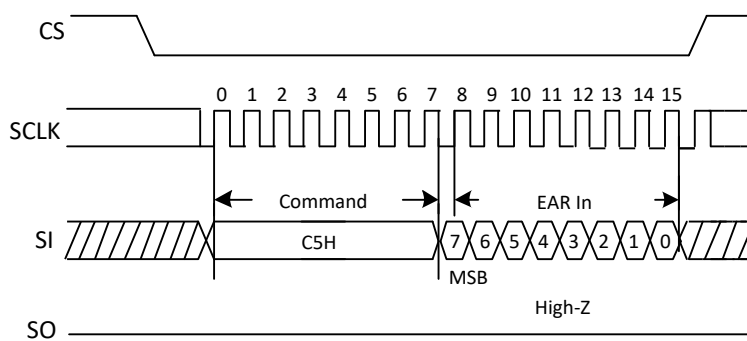 CS
0 1 2 3 4 5 6 7 8 9 10 11 12 13 14 15
SCLK
Command EAR In
SI C5H 7 6 5 4 3 2 1 0
MSB
High-Z
SO